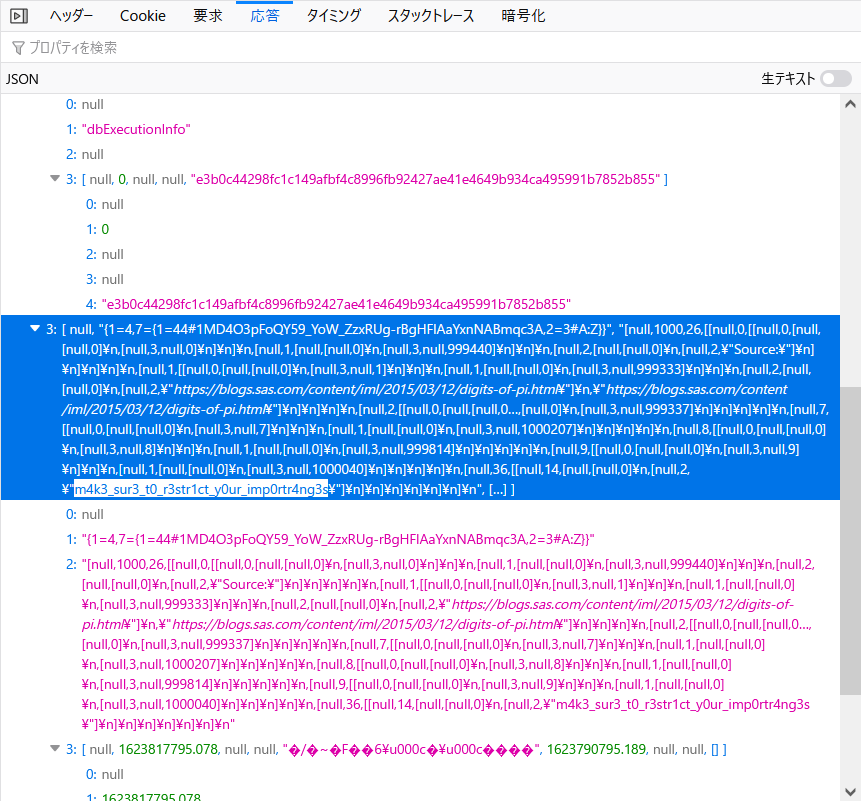 ヘッダー Cookie 要求 応答 タイミング スタックトレース 暗号化
プロパティを検索
JSON 生テキスト
0: null
1: "dbExecutionInfo"
2: null
3: [ null, 0, null, null, "e3b0c44298fc1c149afbf4c8996fb92427ae41e4649b934ca495991b7852b855" ]
0: null
1: 0
2: null
3: null
4: "e3b0c44298fc1c149afbf4c8996fb92427ae41e4649b934ca495991b7852b855"
3: [ null, "{1=4,7={1=44#1MD4O3pFoQY59_YoW_ZzxRUg-rBgHFlAaYxnNABmqc3A,2=3#A:Z}}", "[null,1000,26,[[null,0,[[null,0,[null,
[null,0]¥n,[null,3,null,0]¥n]¥n]¥n,[null,1,[null,[null,0]¥n,[null,3,null,999440]¥n]¥n]¥n,[null,2,[null,[null,0]¥n,[null,2,¥"Source:¥"]¥n]
¥n]¥n]¥n]¥n,[null,1,[[null,0,[null,[null,0]¥n,[null,3,null,1]¥n]¥n]¥n,[null,1,[null,[null,0]¥n,[null,3,null,999333]¥n]¥n]¥n,[null,2,[null,
[null,0]¥n,[null,2,¥"https://blogs.sas.com/content/iml/2015/03/12/digits-of-pi.html¥"]¥n,¥"https://blogs.sas.com/content
/iml/2015/03/12/digits-of-pi.html¥"]¥n]¥n]¥n]¥n,[null,2,[[null,0,[null,[null,0…,[null,0]¥n,[null,3,null,999337]¥n]¥n]¥n]¥n]¥n,[null,7,
[[null,0,[null,[null,0]¥n,[null,3,null,7]¥n]¥n]¥n,[null,1,[null,[null,0]¥n,[null,3,null,1000207]¥n]¥n]¥n]¥n]¥n,[null,8,[[null,0,[null,[null,0]
¥n,[null,3,null,8]¥n]¥n]¥n,[null,1,[null,[null,0]¥n,[null,3,null,999814]¥n]¥n]¥n]¥n]¥n,[null,9,[[null,0,[null,[null,0]¥n,[null,3,null,9]
¥n]¥n]¥n,[null,1,[null,[null,0]¥n,[null,3,null,1000040]¥n]¥n]¥n]¥n]¥n,[null,36,[[null,14,[null,[null,0]¥n,[null,2,
¥"m4k3_sur3_t0_r3str1ct_y0ur_imp0rtr4ng3s¥"]¥n]¥n]¥n]¥n]¥n]¥n]¥n", […] ]
0: null
1: "{1=4,7={1=44#1MD4O3pFoQY59_YoW_ZzxRUg-rBgHFlAaYxnNABmqc3A,2=3#A:Z}}"
2: "[null,1000,26,[[null,0,[[null,0,[null,[null,0]¥n,[null,3,null,0]¥n]¥n]¥n,[null,1,[null,[null,0]¥n,[null,3,null,999440]¥n]¥n]¥n,[null,2,
[null,[null,0]¥n,[null,2,¥"Source:¥"]¥n]¥n]¥n]¥n]¥n,[null,1,[[null,0,[null,[null,0]¥n,[null,3,null,1]¥n]¥n]¥n,[null,1,[null,[null,0]
¥n,[null,3,null,999333]¥n]¥n]¥n,[null,2,[null,[null,0]¥n,[null,2,¥"https://blogs.sas.com/content/iml/2015/03/12/digits-of-
pi.html¥"]¥n,¥"https://blogs.sas.com/content/iml/2015/03/12/digits-of-pi.html¥"]¥n]¥n]¥n]¥n,[null,2,[[null,0,[null,[null,0…,
[null,0]¥n,[null,3,null,999337]¥n]¥n]¥n]¥n]¥n,[null,7,[[null,0,[null,[null,0]¥n,[null,3,null,7]¥n]¥n]¥n,[null,1,[null,[null,0]
¥n,[null,3,null,1000207]¥n]¥n]¥n]¥n]¥n,[null,8,[[null,0,[null,[null,0]¥n,[null,3,null,8]¥n]¥n]¥n,[null,1,[null,[null,0]
¥n,[null,3,null,999814]¥n]¥n]¥n]¥n]¥n,[null,9,[[null,0,[null,[null,0]¥n,[null,3,null,9]¥n]¥n]¥n,[null,1,[null,[null,0]
¥n,[null,3,null,1000040]¥n]¥n]¥n]¥n]¥n,[null,36,[[null,14,[null,[null,0]¥n,[null,2,¥"m4k3_sur3_t0_r3str1ct_y0ur_imp0rtr4ng3s
¥"]¥n]¥n]¥n]¥n]¥n]¥n]¥n"
3: [ null, 1623817795.078, null, null, "�/�~�F��6¥u000c�¥u000c����", 1623790795.189, null, null, [] ]
0: null
1: 1623817795.078